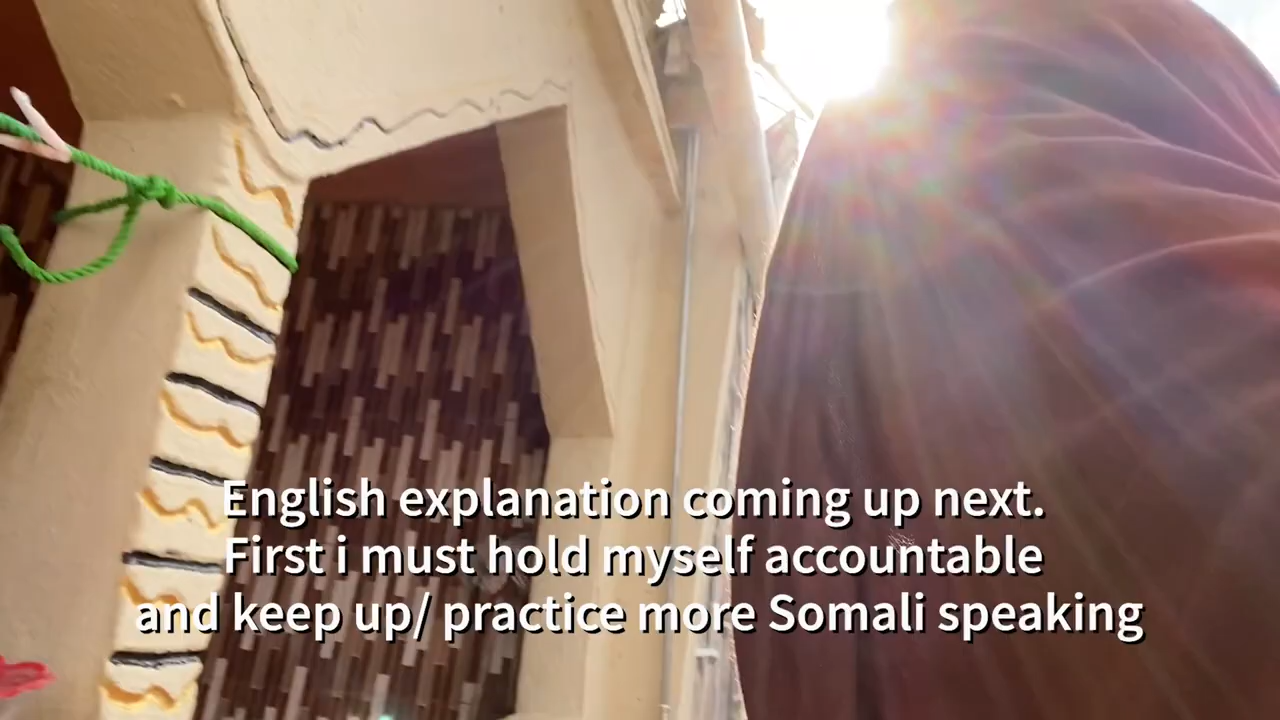 English explanation coming up next.
First i must hold myself accountable
and keep up/ practice more Somali speaking